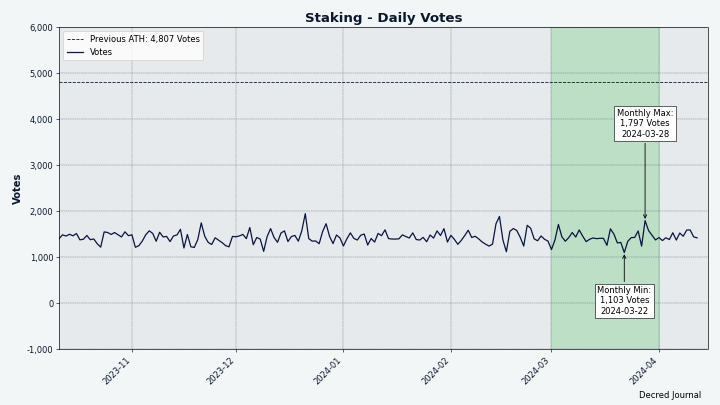 Staking - Daily Votes
6,000
5,000
4,000
3,000
2,000
1,000
0
-1,000
Votes
Previous ATH: 4,807 Votes
Votes
Monthly Max:
1,797 Votes
2024-03-28
Monthly Min:
1,103 Votes
2024-03-22
2023-11
2023-12
2024-01
2024-02
2024-03
2024-04
Decred Journal